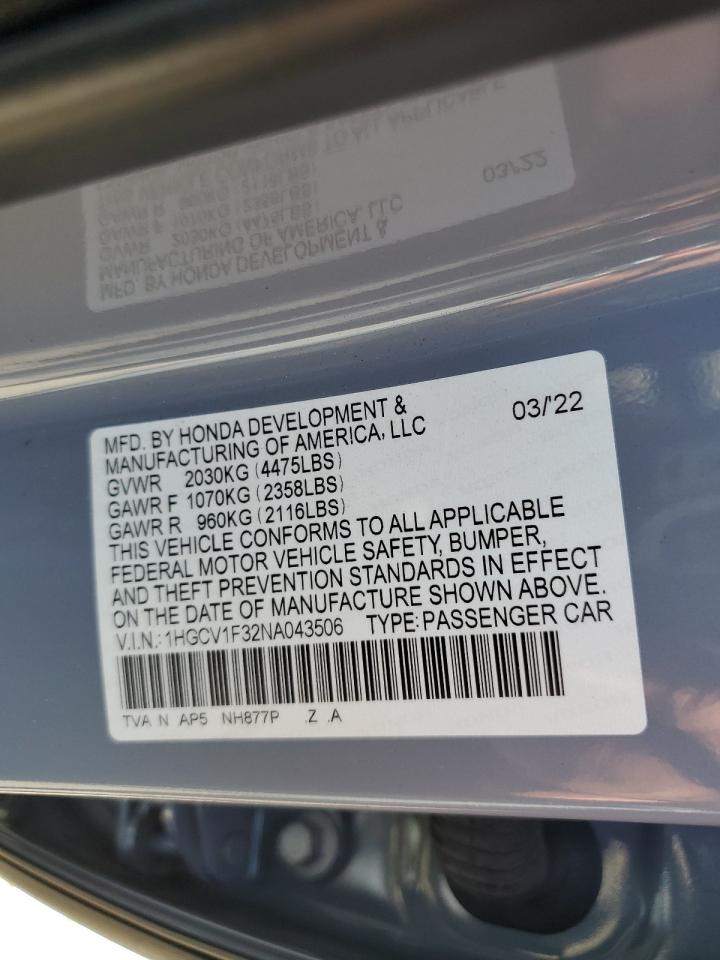 MFD. BY HONDA DEVELOPMENT &
MANUFACTURING OF AMERICA, LLC
03/'22
GVWR 2030KG (4475LBS)
GAWR F 1070KG (2358LBS)
GAWR R 960KG (2116LBS)
THIS VEHICLE CONFORMS TO ALL APPLICABLE
FEDERAL MOTOR VEHICLE SAFETY, BUMPER,
AND THEFT PREVENTION STANDARDS IN EFFECT
ON THE DATE OF MANUFACTURE SHOWN ABOVE.
V.I.N.: 1HGCV1F32NA043506 TYPE: PASSENGER CAR
TVA N AP5 NH877P .Z .A